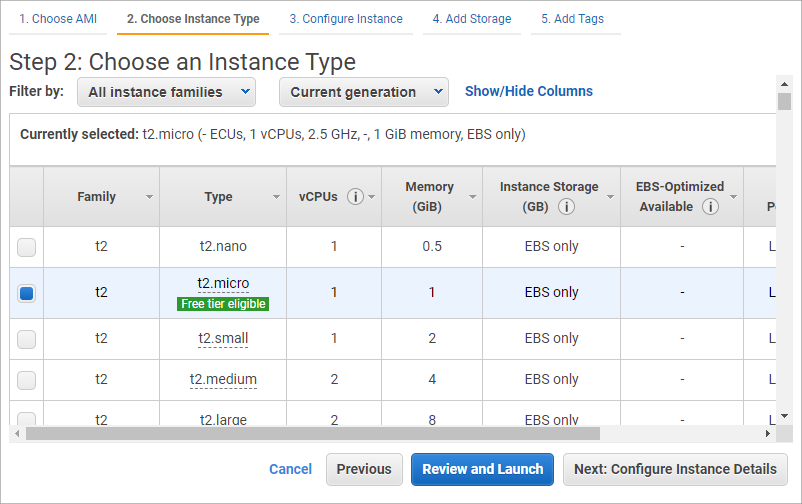 1. Choose AMI 2. Choose Instance Type 3. Configure Instance 4. Add Storage 5. Add Tags
Step 2: Choose an Instance Type
Filter by: All instance families Current generation Show/Hide Columns
Currently selected: t2.micro (- ECUs, 1 vCPUs, 2.5 GHz, -, 1 GiB memory, EBS only)
Family Type vCPUs i Memory (GiB) Instance Storage (GB) i EBS-Optimized Available i
t2 t2.nano 1 0.5 EBS only -
t2 t2.micro 1 1 EBS only - L
Free tier eligible
t2 t2.small 1 2 EBS only - L
t2 t2.medium 2 4 EBS only - L
t2 t2.large 2 8 EBS only -
Cancel Previous Review and Launch Next: Configure Instance Details